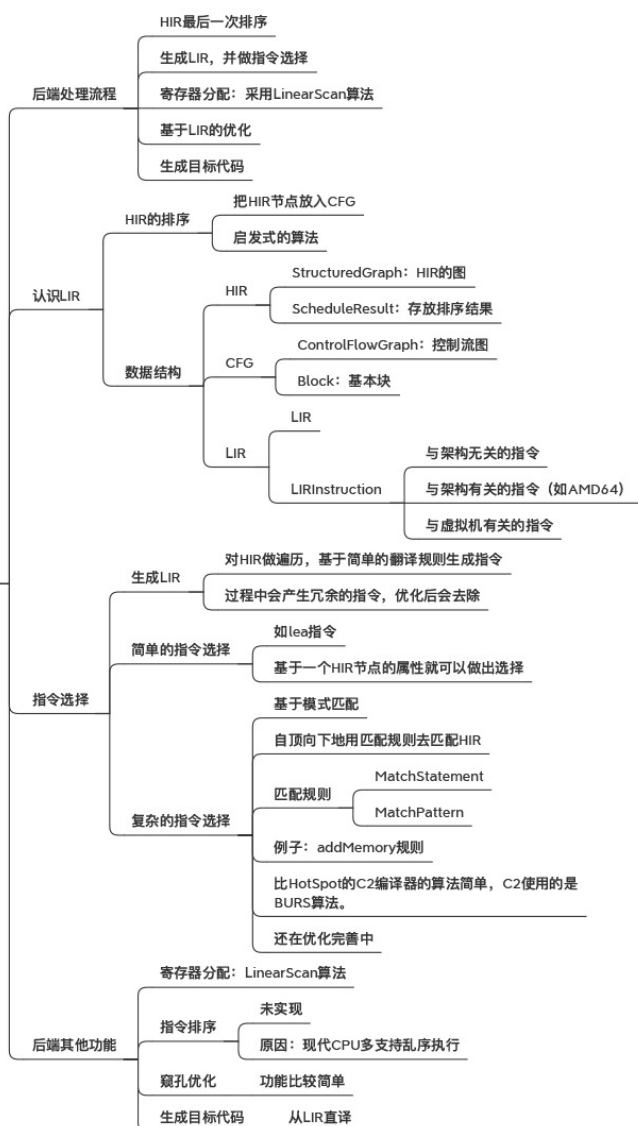 HIR最后一次排序
生成LIR，并做指令选择
后端处理流程
寄存器分配：采用LinearScan算法
基于LIR的优化
生成目标代码
把HIR节点放入CFG
HIR的排序
启发式的算法
StructuredGraph：HIR的图
HIR
认识LIR
ScheduleResult：存放排序结果
ControlFlowGraph：控制流图
数据结构
CFG
Block：基本块
LIR
LIR
与架构无关的指令
LIRInstruction
与架构有关的指令（如AMD64）
与虚拟机有关的指令
对HIR做遍历，基于简单的翻译规则生成指令
生成LIR
过程中会产生冗余的指令，优化后会去除
如lea指令
简单的指令选择
基于一个HIR节点的属性就可以做出选择
指令选择
基于模式匹配
自顶向下地用匹配规则去匹配HIR
MatchStatement
匹配规则
MatchPattern
复杂的指令选择
例子：addMemory规则
比HotSpot的C2编译器的算法简单，C2使用的是
BURS算法。
还在优化完善中
寄存器分配：LinearScan算法
未实现
指令排序
后端其他功能
原因：现代CPU多支持乱序执行
窥孔优化
功能比较简单
生成目标代码
从LIR直译